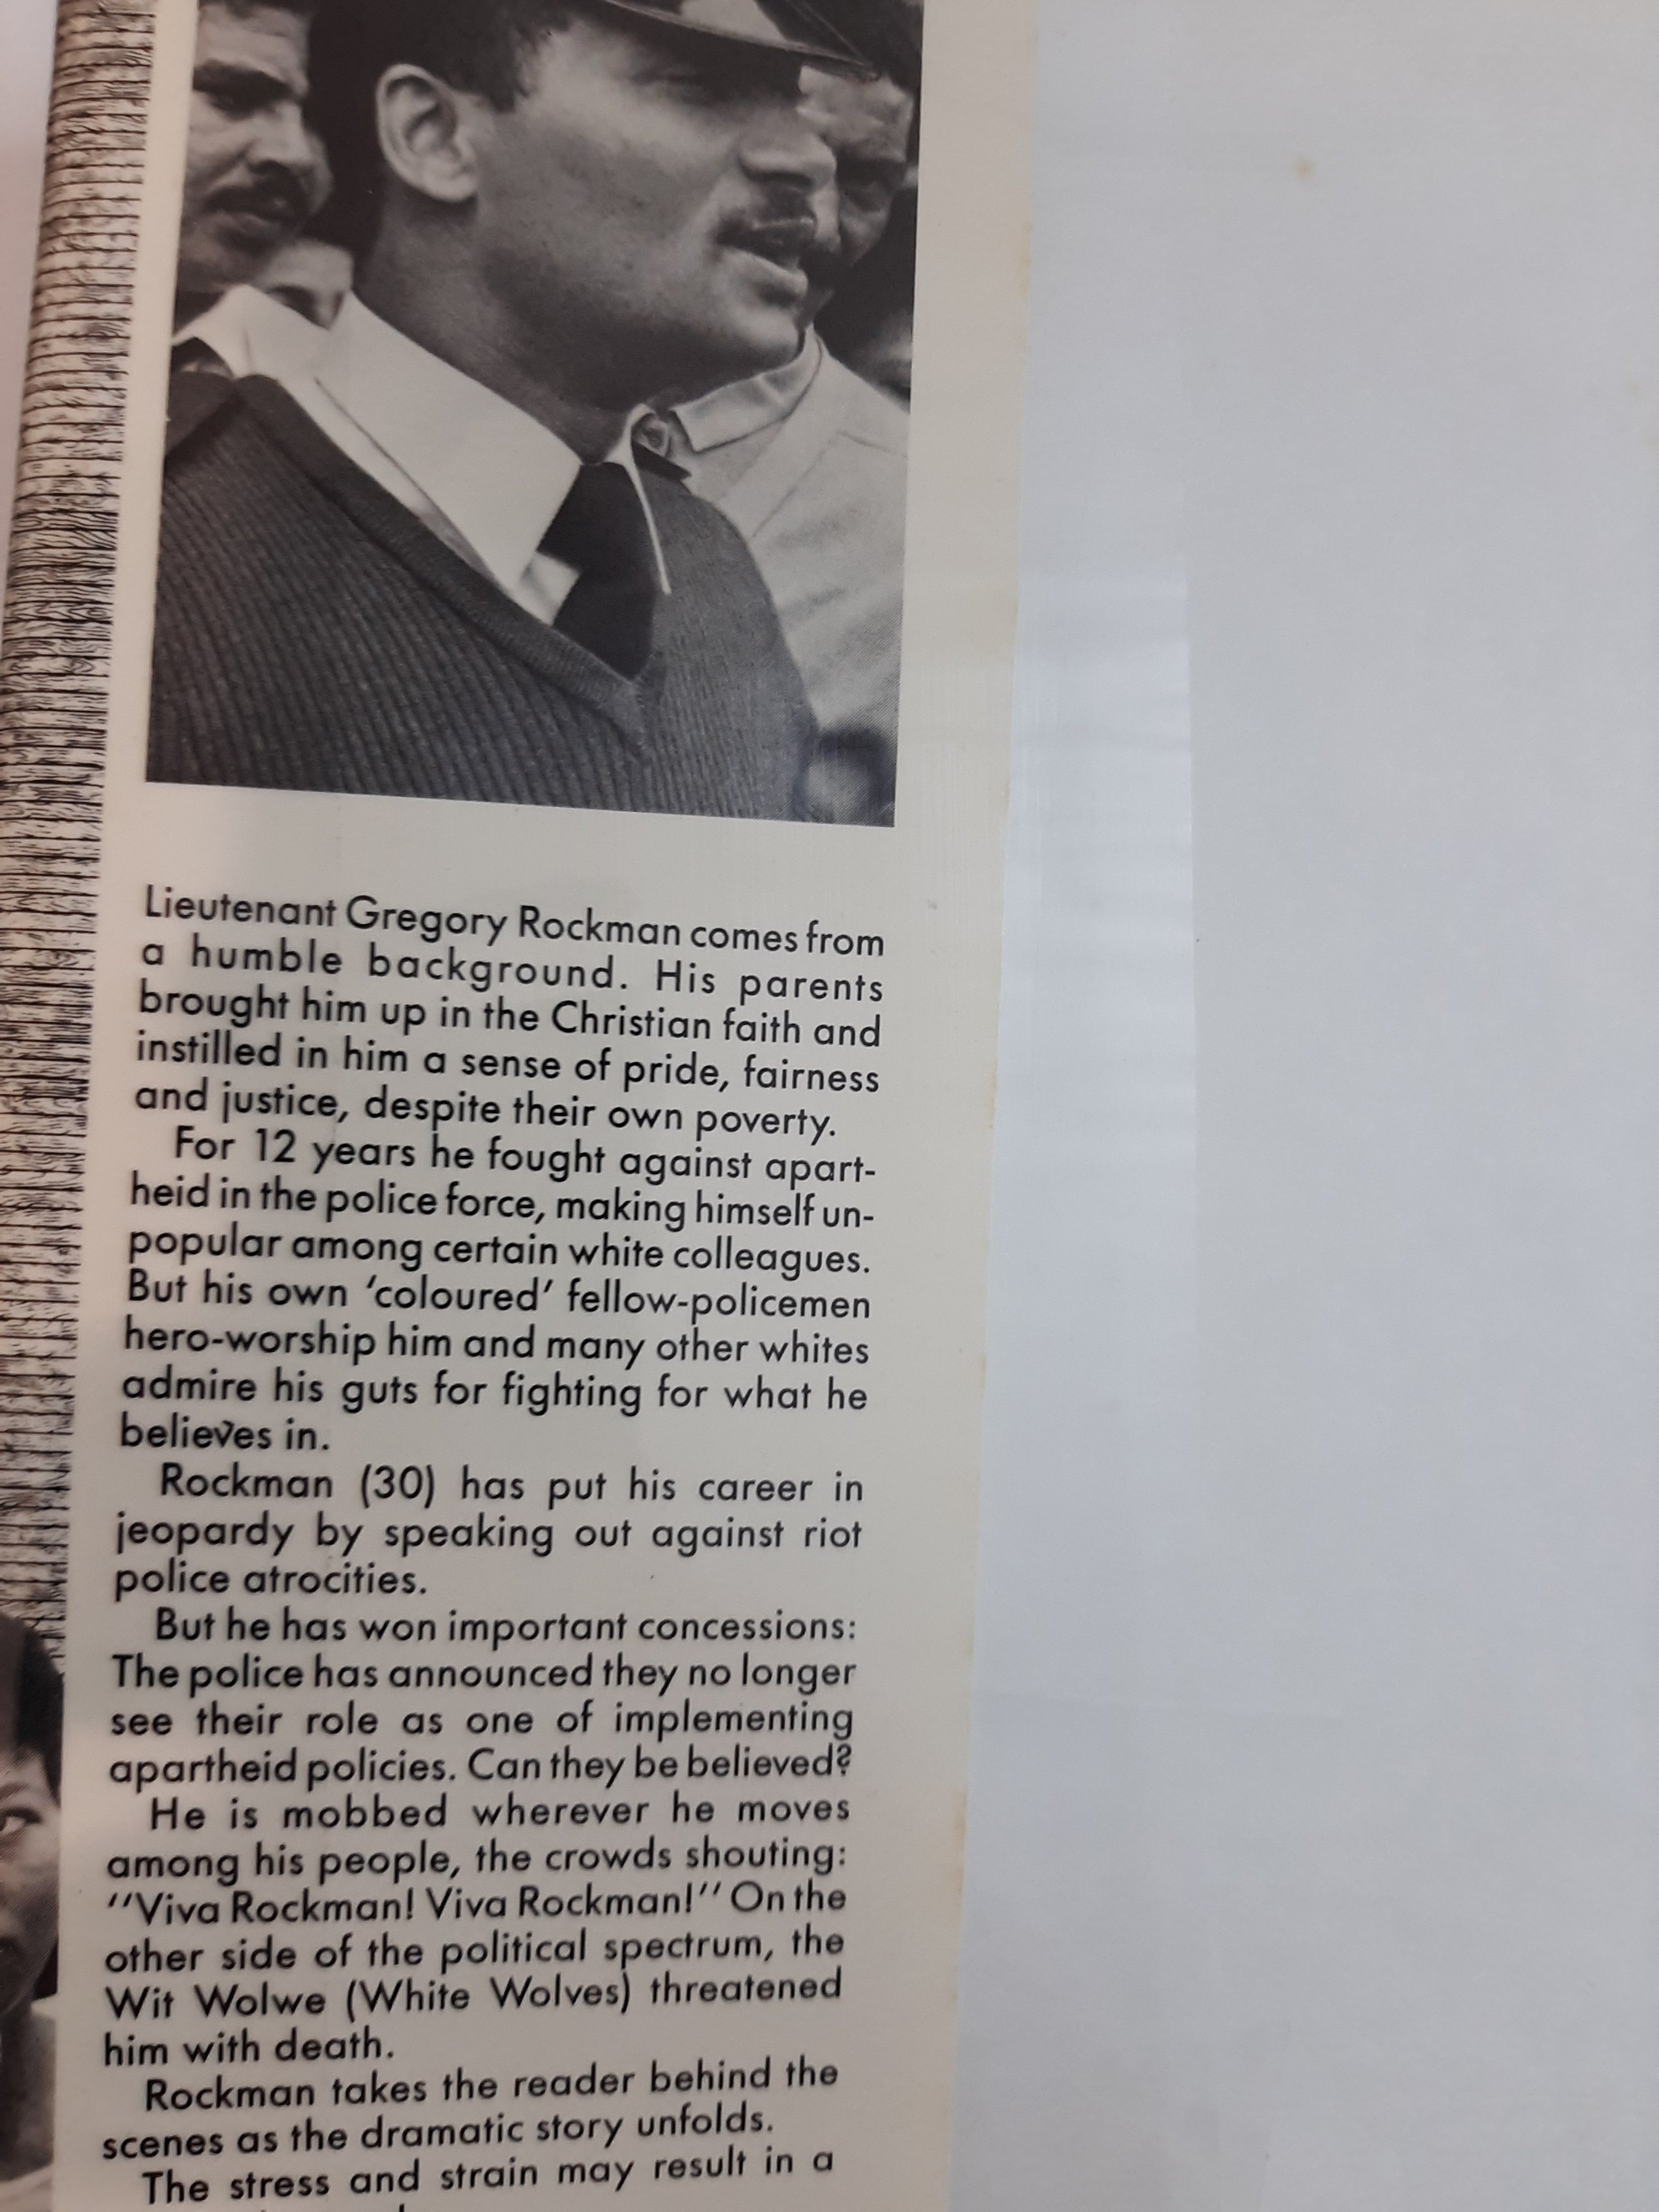 Lieutenant Gregory Rockman comes from
a humble background. His parents
brought him up in the Christian faith and
instilled in him a sense of pride, fairness
and justice, despite their own poverty.
For 12 years he fought against apart-
heid in the police force, making himself un-
popular among certain white colleagues.
But his own ‘coloured’ fellow-policemen
hero-worship him and many other whites
admire his guts for fighting for what he
believes in.
Rockman (30) has put his career in
jeopardy by speaking out against riot
police atrocities.
But he has won important concessions:
The police has announced they no longer
see their role as one of implementing
apartheid policies. Can they be believed?
He is mobbed wherever he moves
among his people, the crowds shouting:
“Viva Rockman! Viva Rockman!” On the
other side of the political spectrum, the
Wit Wolwe (White Wolves) threatened
him with death.
Rockman takes the reader behind the
scenes as the dramatic story unfolds.
The stress and strain may result in a